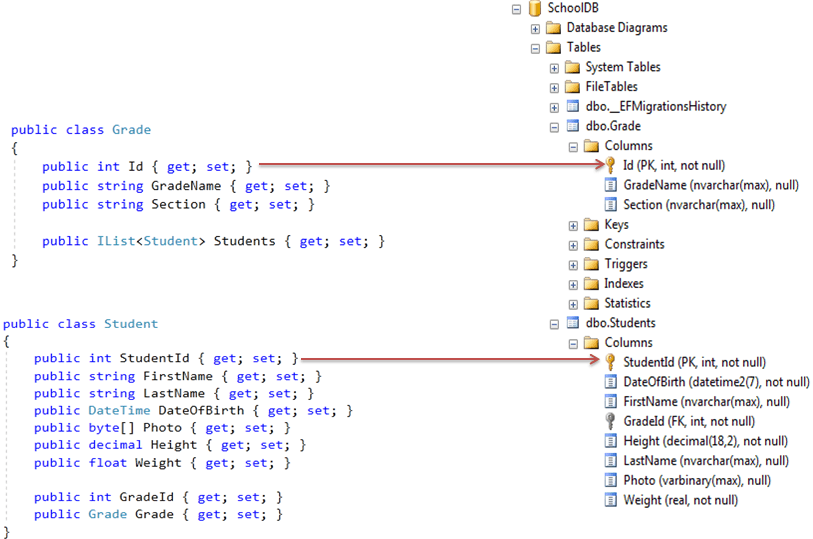 public class Grade
{
public int Id { get; set; }
public string GradeName { get; set; }
public string Section { get; set; }
public IList<Student> Students { get; set; }
}
public class Student
{
public int StudentId { get; set; }
public string FirstName { get; set; }
public string LastName { get; set; }
public DateTime DateOfBirth { get; set; }
public byte[] Photo { get; set; }
public decimal Height { get; set; }
public float Weight { get; set; }
public int GradeId { get; set; }
public Grade Grade { get; set; }
}
SchoolDB
Database Diagrams
Tables
System Tables
FileTables
dbo.__EFMigrationsHistory
dbo.Grade
Columns
Id (PK, int, not null)
GradeName (nvarchar(max), null)
Section (nvarchar(max), null)
Keys
Constraints
Triggers
Indexes
Statistics
dbo.Students
Columns
StudentId (PK, int, not null)
DateOfBirth (datetime2(7), not null)
FirstName (nvarchar(max), null)
GradeId (FK, int, not null)
Height (decimal(18,2), not null)
LastName (nvarchar(max), null)
Photo (varbinary(max), null)
Weight (real, not null)